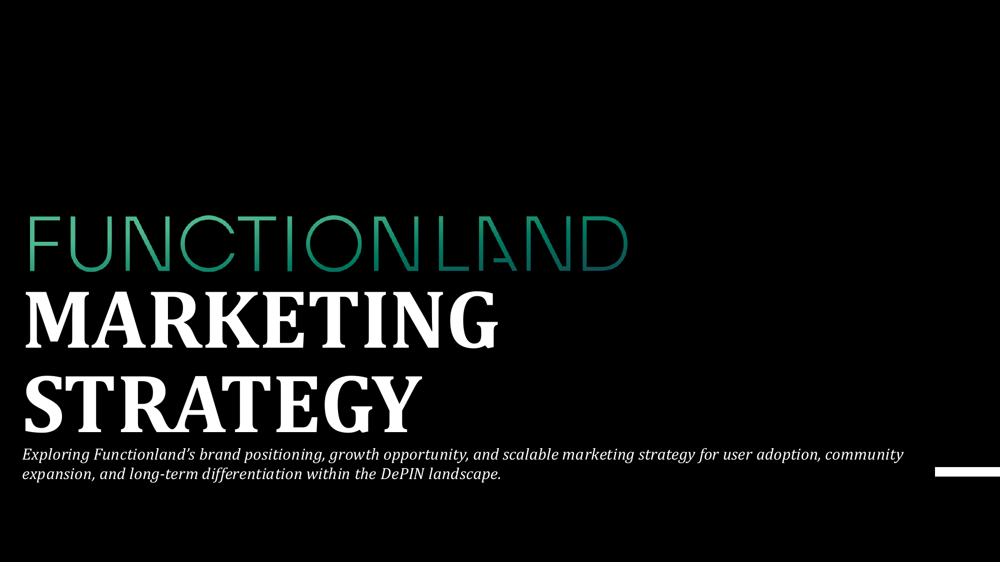 FUNCTIONLAND
MARKETING
STRATEGY
Exploring Functionland’s brand positioning, growth opportunity, and scalable marketing strategy for user adoption, community
expansion, and long-term differentiation within the DePIN landscape.